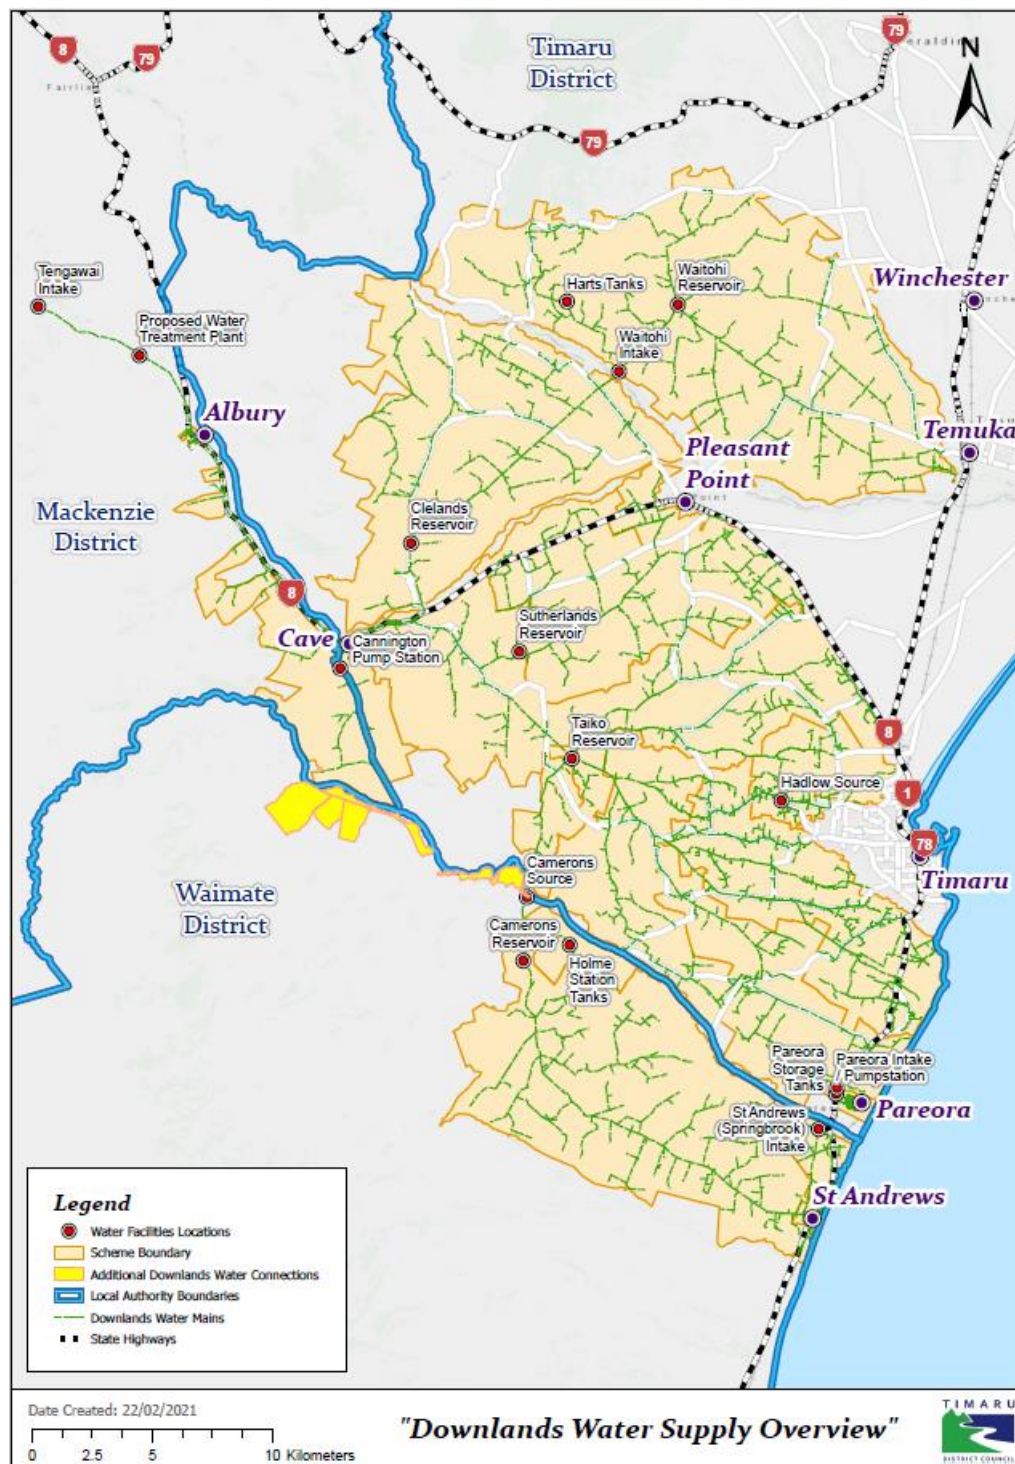 Timaru
District
N
8
79
79
79
Tengawai
Intake
Proposed Water
Treatment Plant
Harts Tanks
Waitohi
Reservoir
Winchester
Waitohi
Intake
Albury
Temuka
Pleasant
Point
Mackenzie
District
Clelands
Reservoir
8
Cave
Cannington
Pump Station
Sutherlands
Reservoir
Taiko
Reservoir
8
Hadlow Source
1
78
Timaru
Waimate
District
Camerons
Source
Camerons
Reservoir
Holme
Station
Tanks
Pareora
Storage
Tanks
Pareora Intake
/ Pumpstation
Pareora
St Andrews
(Springbrook)
Intake
St Andrews
Legend
Water Facilities Locations
Scheme Boundary
Additional Downlands Water Connections
Local Authority Boundaries
Downlands Water Mains
State Highways
Date Created: 22/02/2021
0 2.5 5 10 Kilometers
"Downlands Water Supply Overview"
TIMARU
DISTRICT COUNCIL